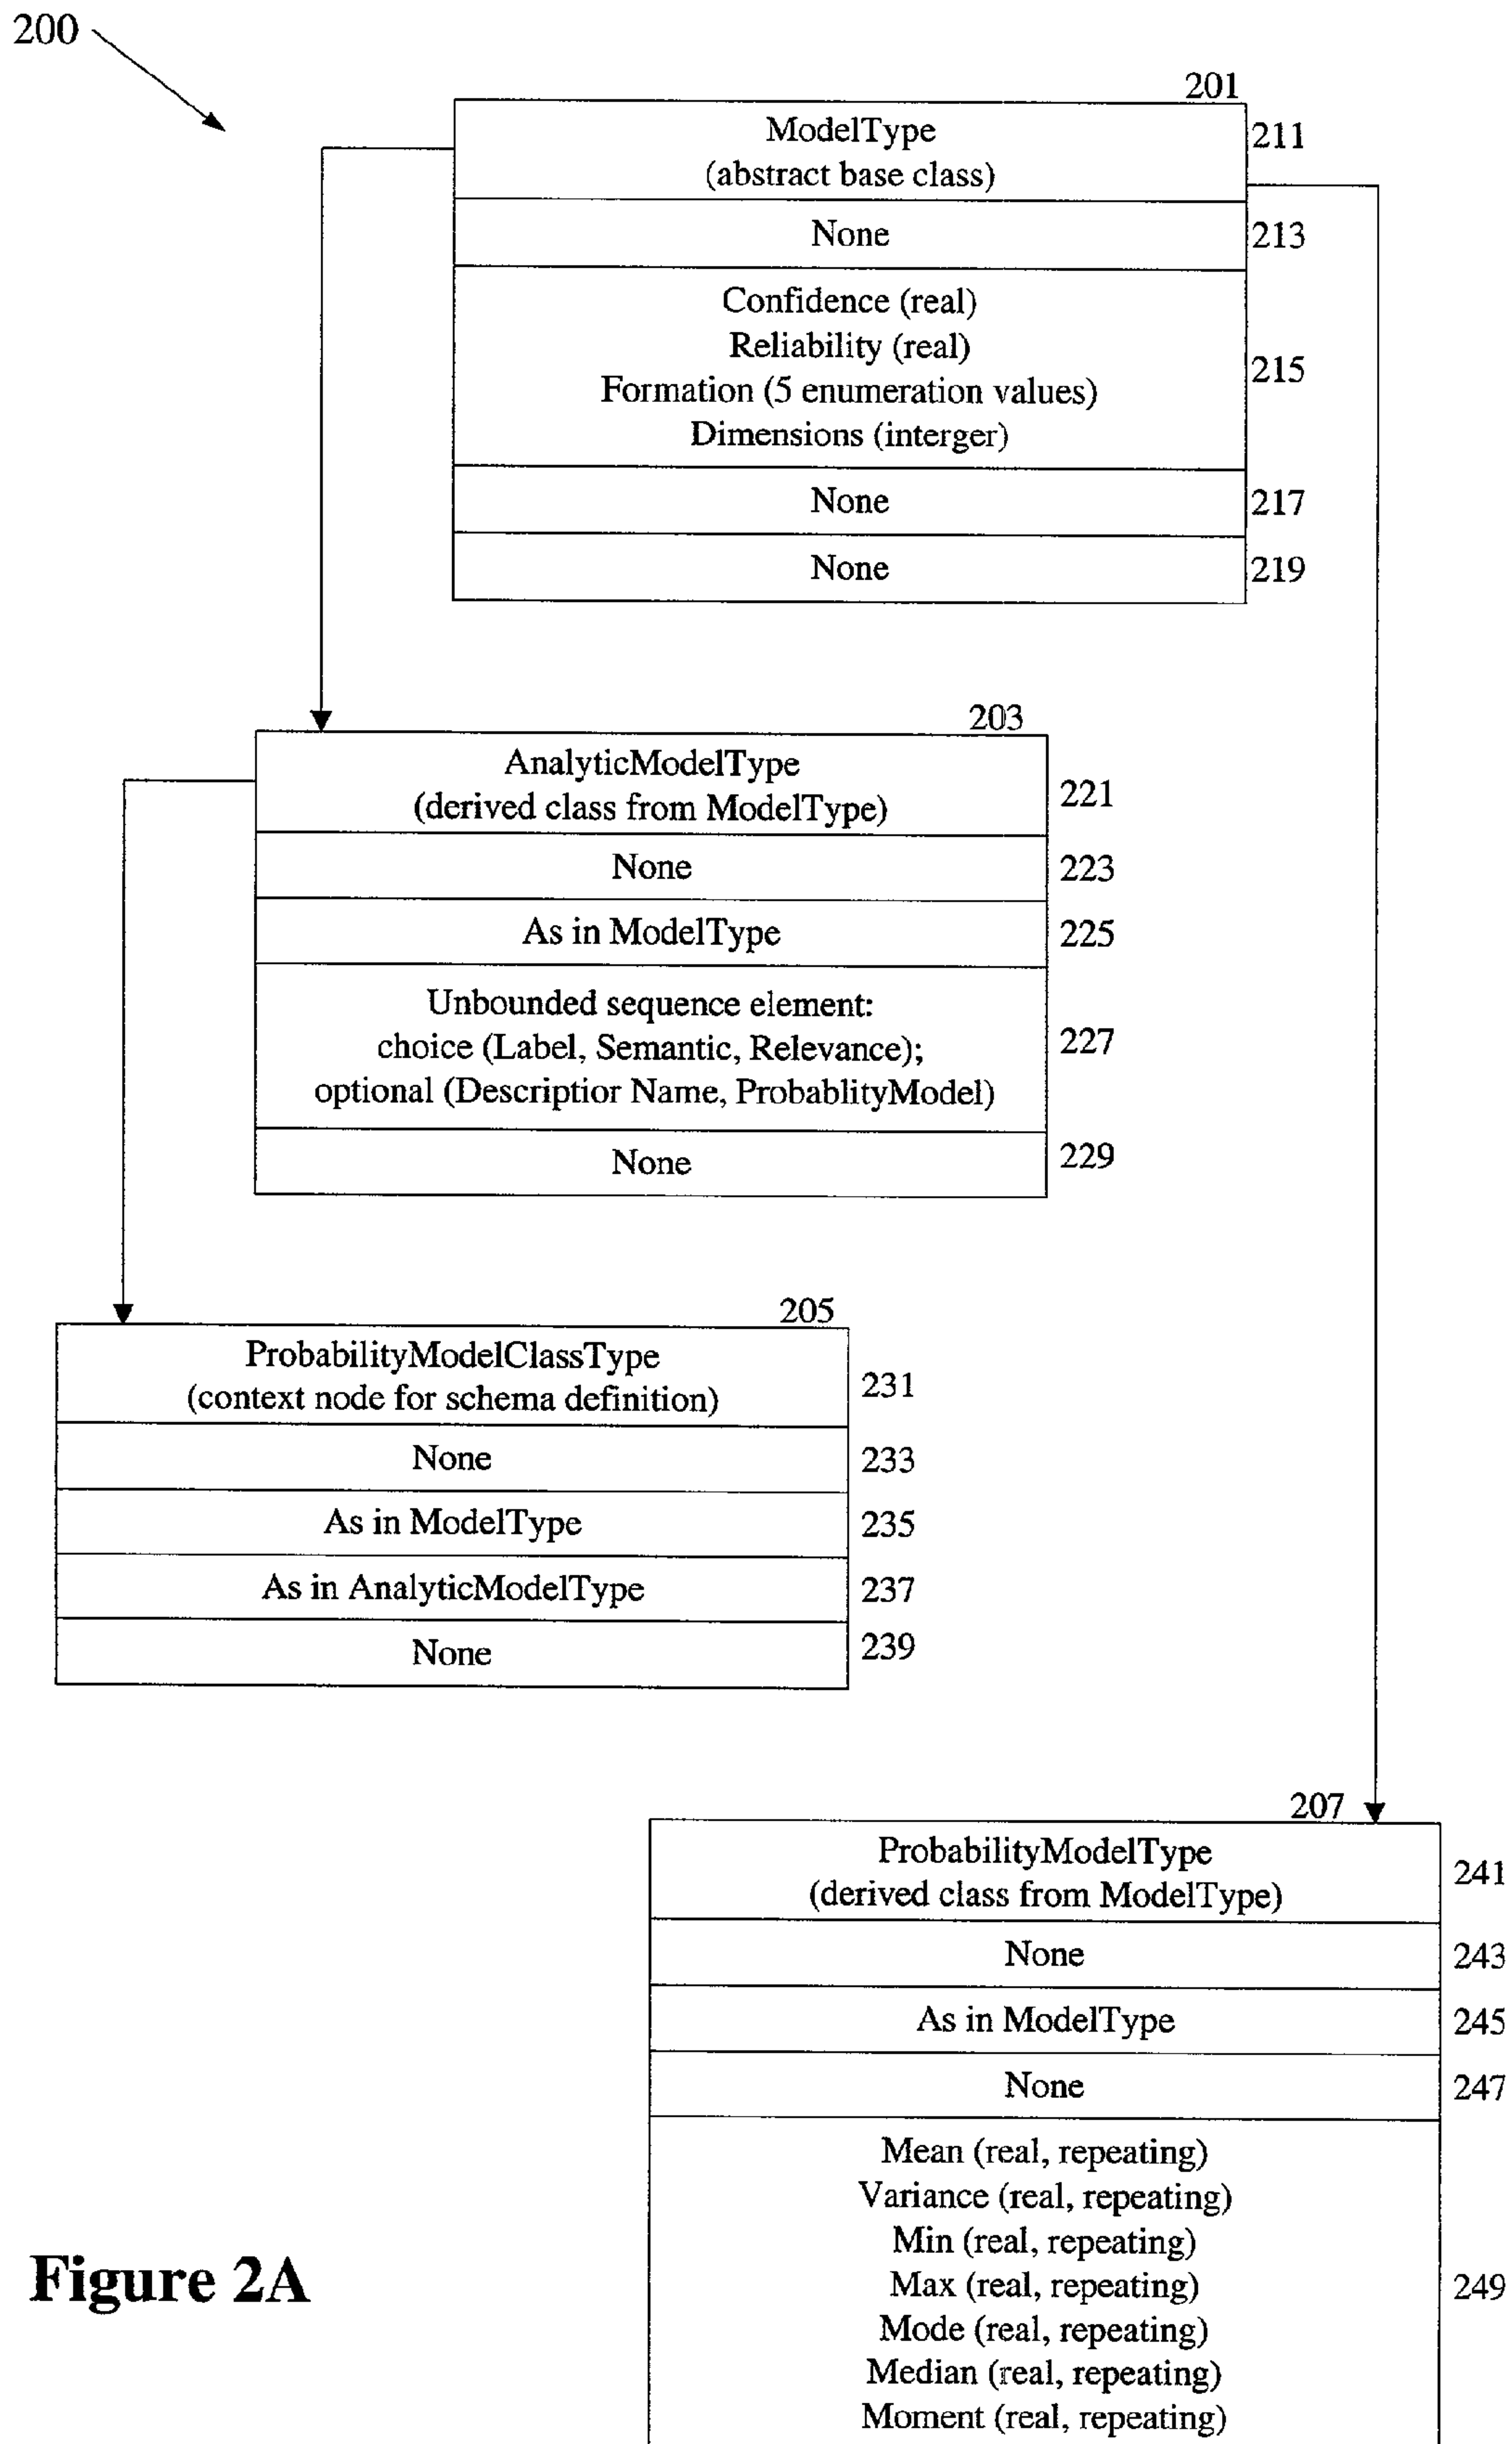 200
201
ModelType
(abstract base class)
211
None
213
Confidence (real)
Reliability (real)
Formation (5 enumeration values)
Dimensions (interger)
215
None
217
None
219
203
AnalyticModelType
(derived class from ModelType)
221
None
223
As in ModelType
225
Unbounded sequence element:
choice (Label, Semantic, Relevance);
optional (Descriptior Name, ProbablityModel)
227
None
229
205
ProbabilityModelClassType
(context node for schema definition)
231
None
233
As in ModelType
235
As in AnalyticModelType
237
None
239
207
ProbabilityModelType
(derived class from ModelType)
241
None
243
As in ModelType
245
None
247
Mean (real, repeating)
Variance (real, repeating)
Min (real, repeating)
Max (real, repeating)
Mode (real, repeating)
Median (real, repeating)
Moment (real, repeating)
249
Figure 2A